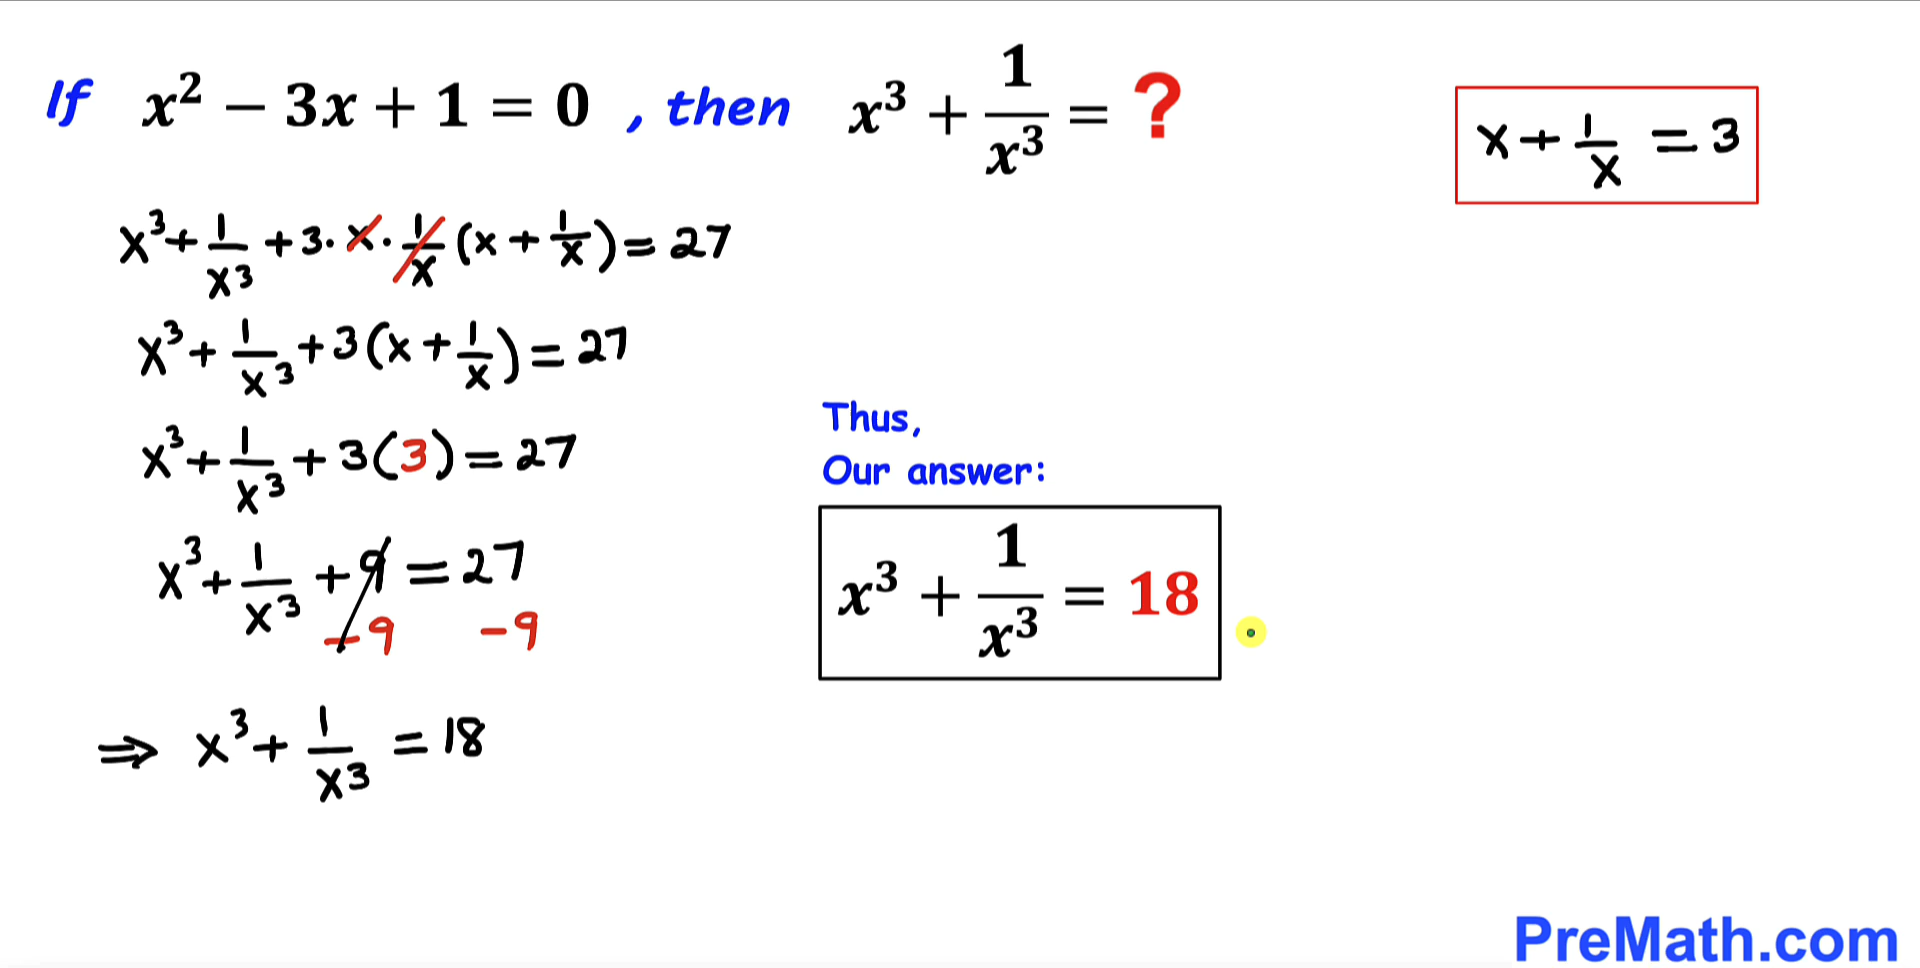 If x² − 3x + 1 = 0 , then x³ + 1/x³ = ?
x + 1/x = 3
x³ + 1/x³ + 3 · x · 1/x (x + 1/x) = 27
x³ + 1/x³ + 3(x + 1/x) = 27
x³ + 1/x³ + 3(3) = 27
x³ + 1/x³ + 9 = 27
−9 −9
⇒ x³ + 1/x³ = 18
Thus,
Our answer:
x³ + 1/x³ = 18
PreMath.com